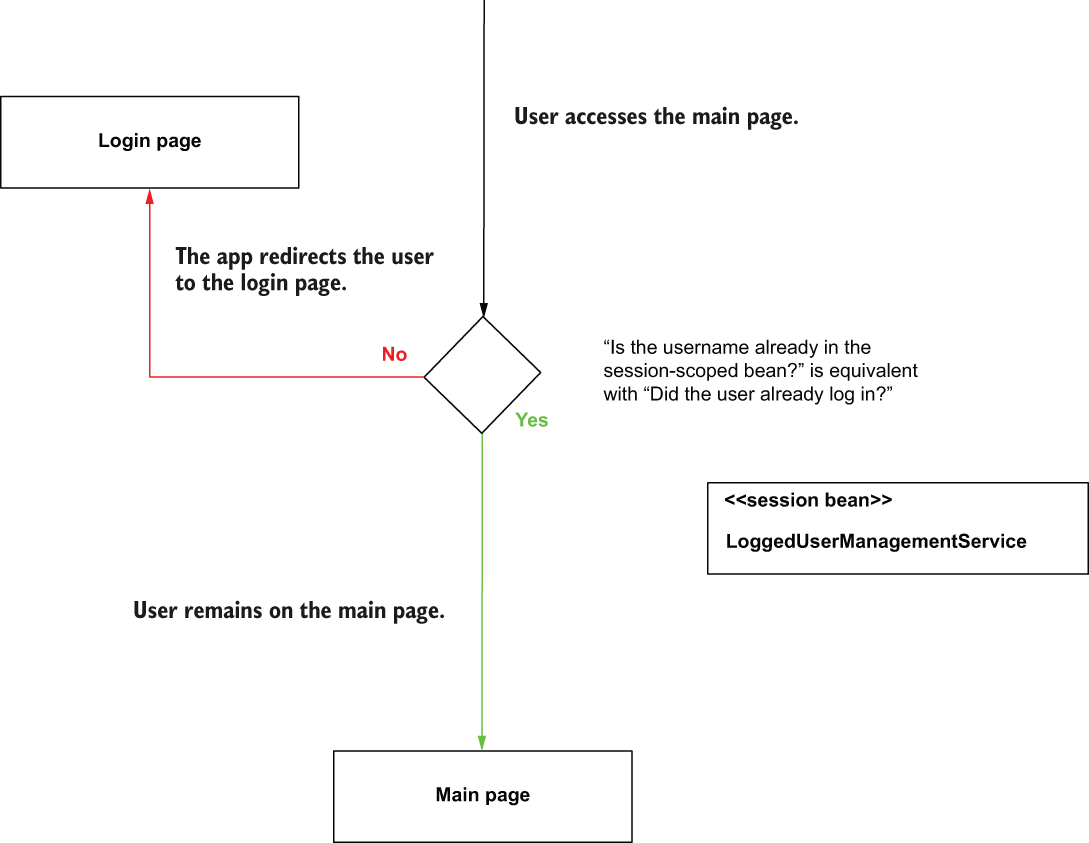 User accesses the main page.
Login page
The app redirects the user
to the login page.
No
“Is the username already in the
session-scoped bean?” is equivalent
with “Did the user already log in?”
Yes
<<session bean>>
LoggedUserManagementService
User remains on the main page.
Main page